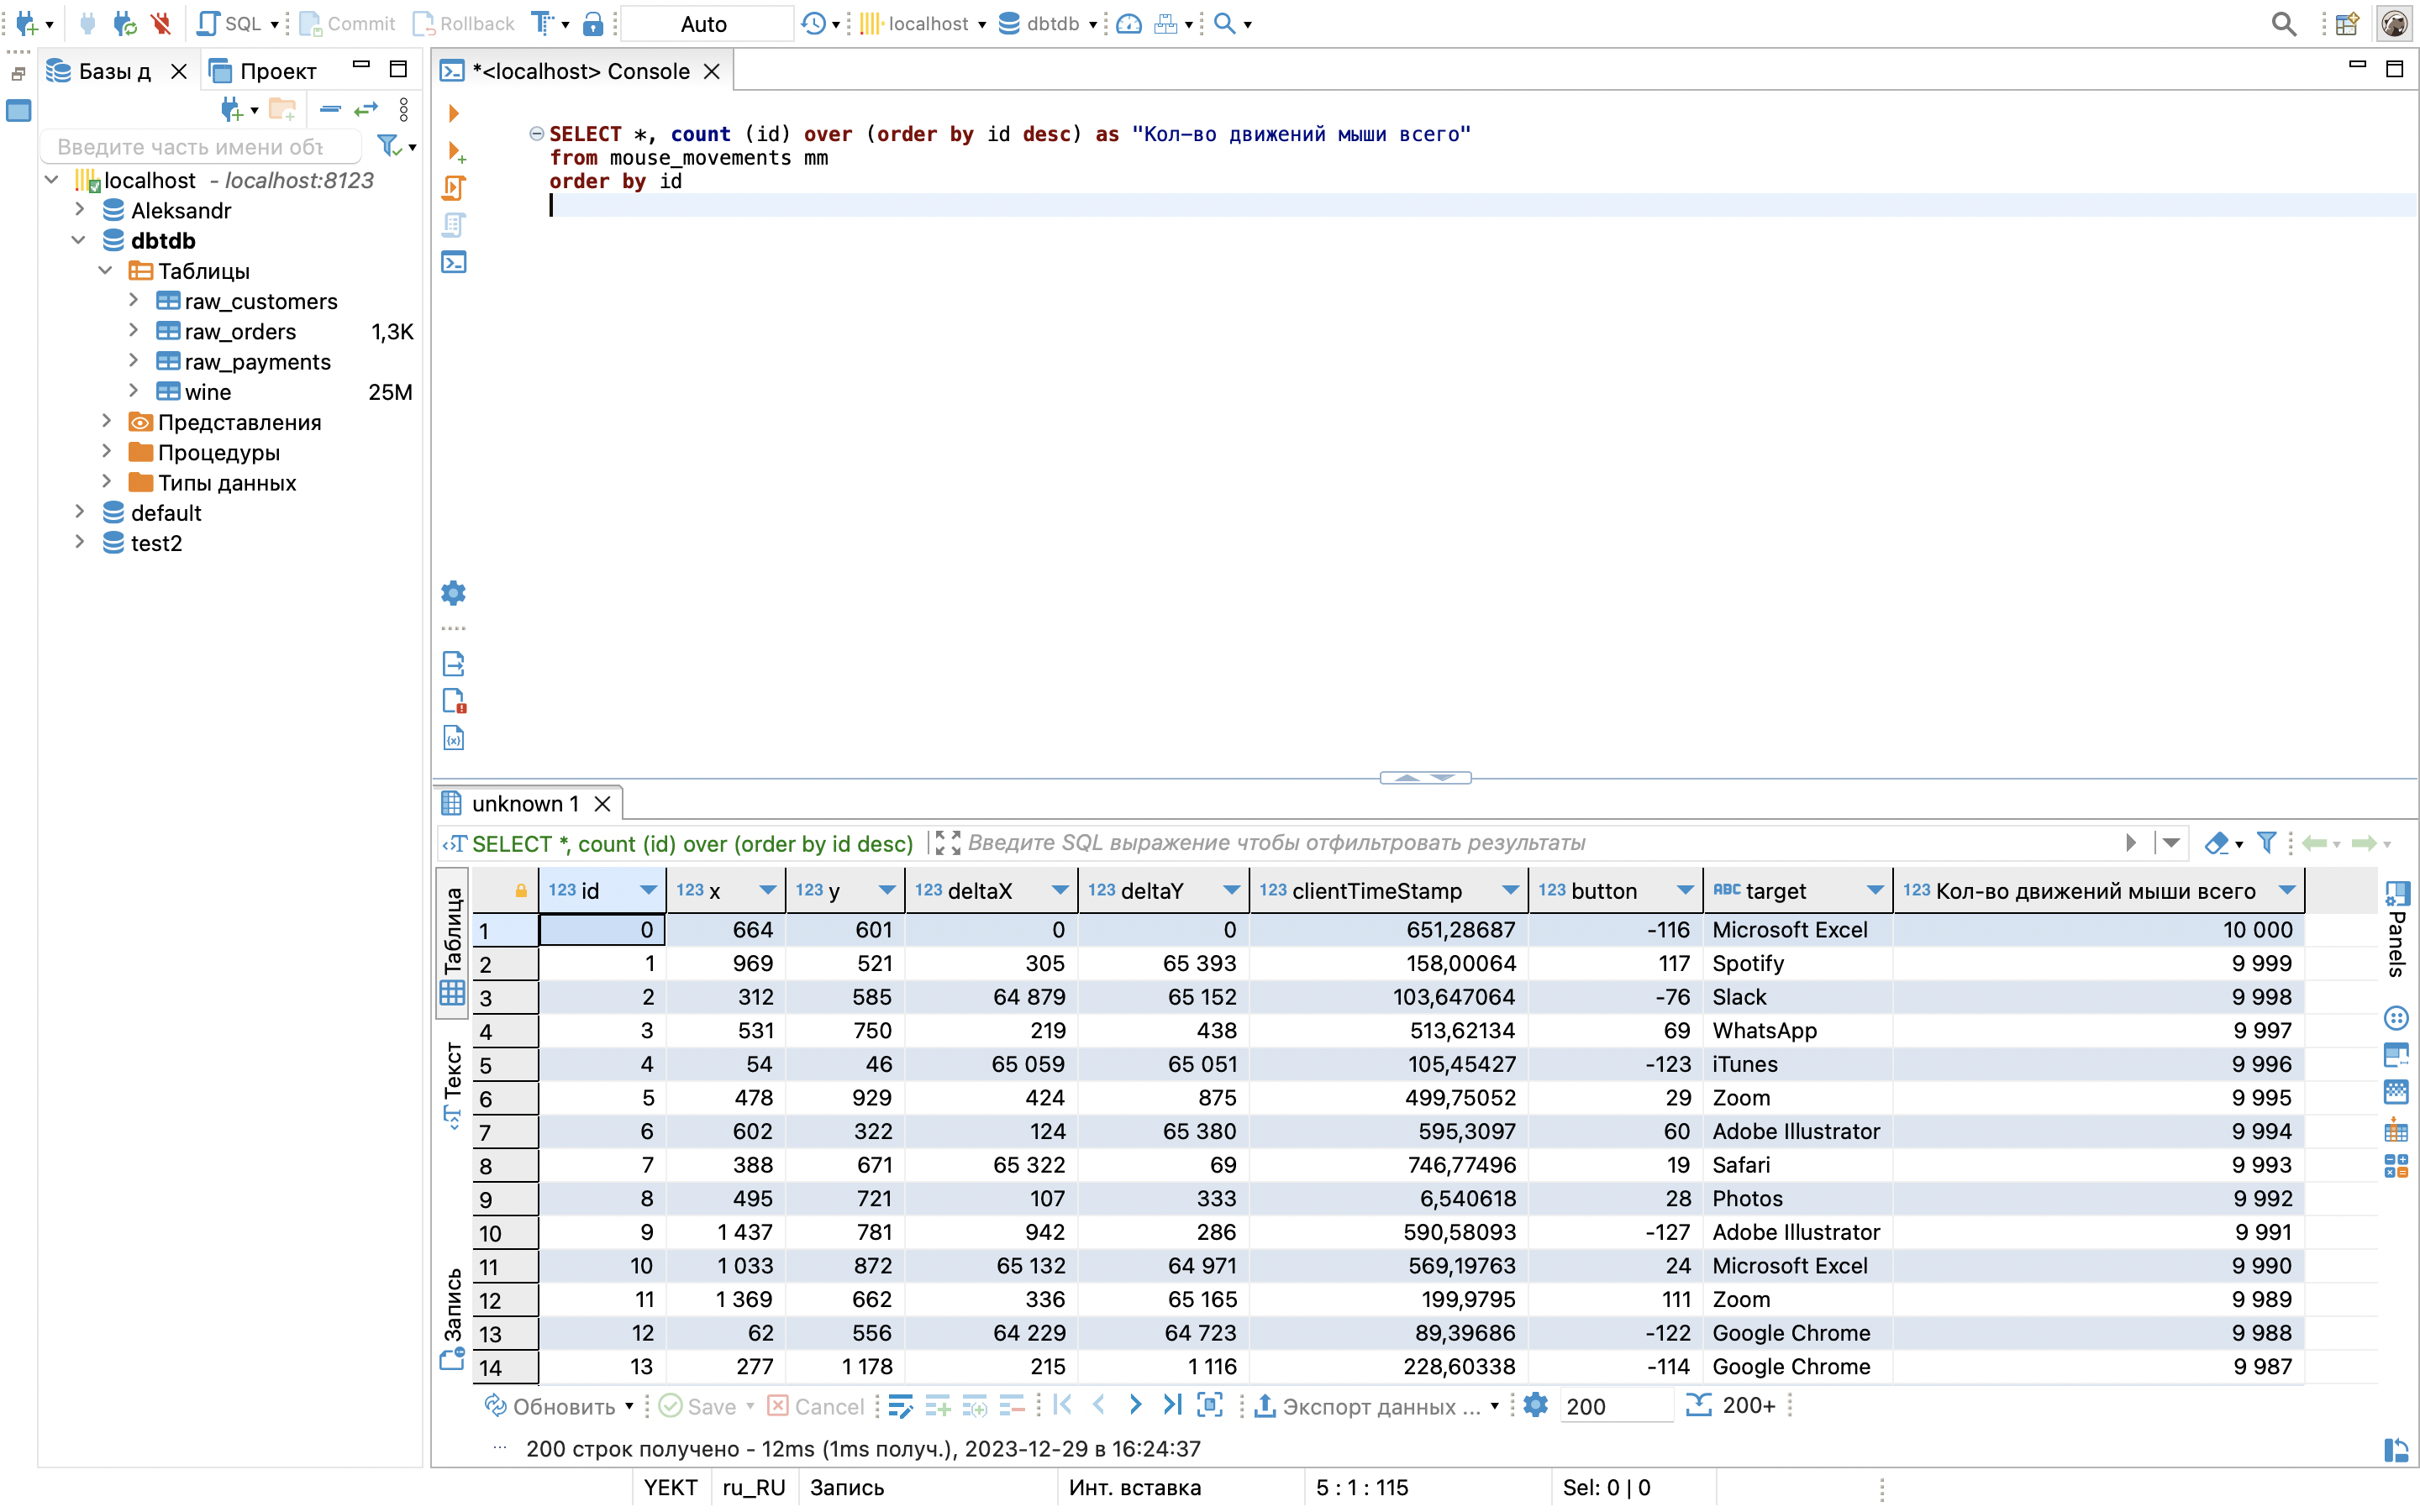 SQL Commit Rollback Auto localhost dbtdb
Базы д Проект
*<localhost> Console
Введите часть имени объ
localhost - localhost:8123
Aleksandr
dbtdb
Таблицы
raw_customers
raw_orders 1,3K
raw_payments
wine 25M
Представления
Процедуры
Типы данных
default
test2
SELECT *, count (id) over (order by id desc) as "Кол-во движений мыши всего"
from mouse_movements mm
order by id
unknown 1
SELECT *, count (id) over (order by id desc) Введите SQL выражение чтобы отфильтровать результаты
Таблица
Текст
Запись
Panels
123 id 123 x 123 y 123 deltaX 123 deltaY 123 clientTimeStamp 123 button ABC target 123 Кол-во движений мыши всего
1 0 664 601 0 0 651,28687 -116 Microsoft Excel 10 000
2 1 969 521 305 65 393 158,00064 117 Spotify 9 999
3 2 312 585 64 879 65 152 103,647064 -76 Slack 9 998
4 3 531 750 219 438 513,62134 69 WhatsApp 9 997
5 4 54 46 65 059 65 051 105,45427 -123 iTunes 9 996
6 5 478 929 424 875 499,75052 29 Zoom 9 995
7 6 602 322 124 65 380 595,3097 60 Adobe Illustrator 9 994
8 7 388 671 65 322 69 746,77496 19 Safari 9 993
9 8 495 721 107 333 6,540618 28 Photos 9 992
10 9 1 437 781 942 286 590,58093 -127 Adobe Illustrator 9 991
11 10 1 033 872 65 132 64 971 569,19763 24 Microsoft Excel 9 990
12 11 1 369 662 336 65 165 199,9795 111 Zoom 9 989
13 12 62 556 64 229 64 723 89,39686 -122 Google Chrome 9 988
14 13 277 1 178 215 1 116 228,60338 -114 Google Chrome 9 987
Обновить Save Cancel Экспорт данных ... 200 200+
200 строк получено - 12ms (1ms получ.), 2023-12-29 в 16:24:37
YEKT ru_RU Запись Инт. вставка 5 : 1 : 115 Sel: 0 | 0